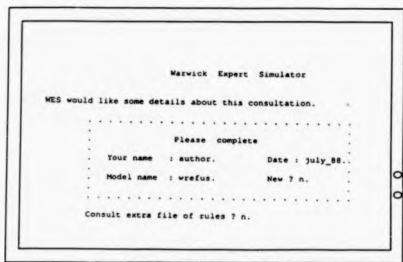 Warwick Expert Simulator
WES would like some details about this consultation.
Please complete
Your name : author. Date : july_88.
Model name : wrefus. New ? n.
Consult extra file of rules ? n.